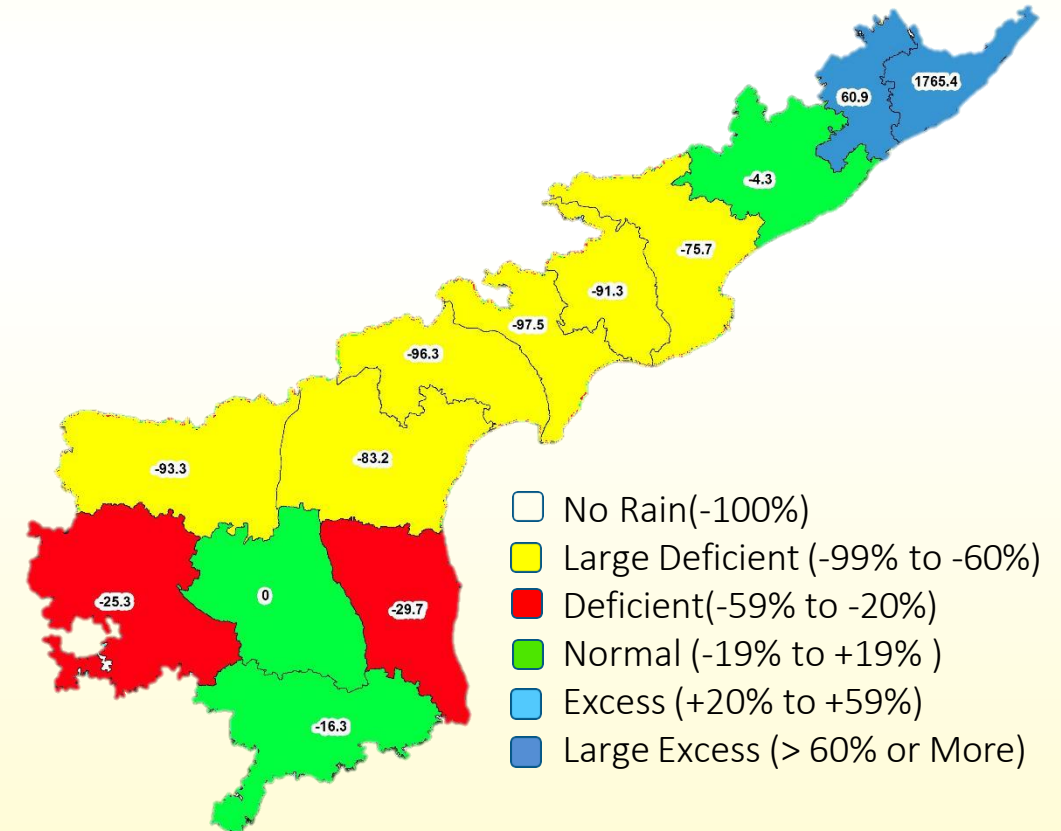 1765.4
60.9
-4.3
-75.7
-91.3
-97.5
-96.3
-83.2
-93.3
No Rain(-100%)
Large Deficient (-99% to -60%)
Deficient(-59% to -20%)
Normal (-19% to +19% )
Excess (+20% to +59%)
Large Excess (> 60% or More)
-25.3
0
-29.7
-16.3